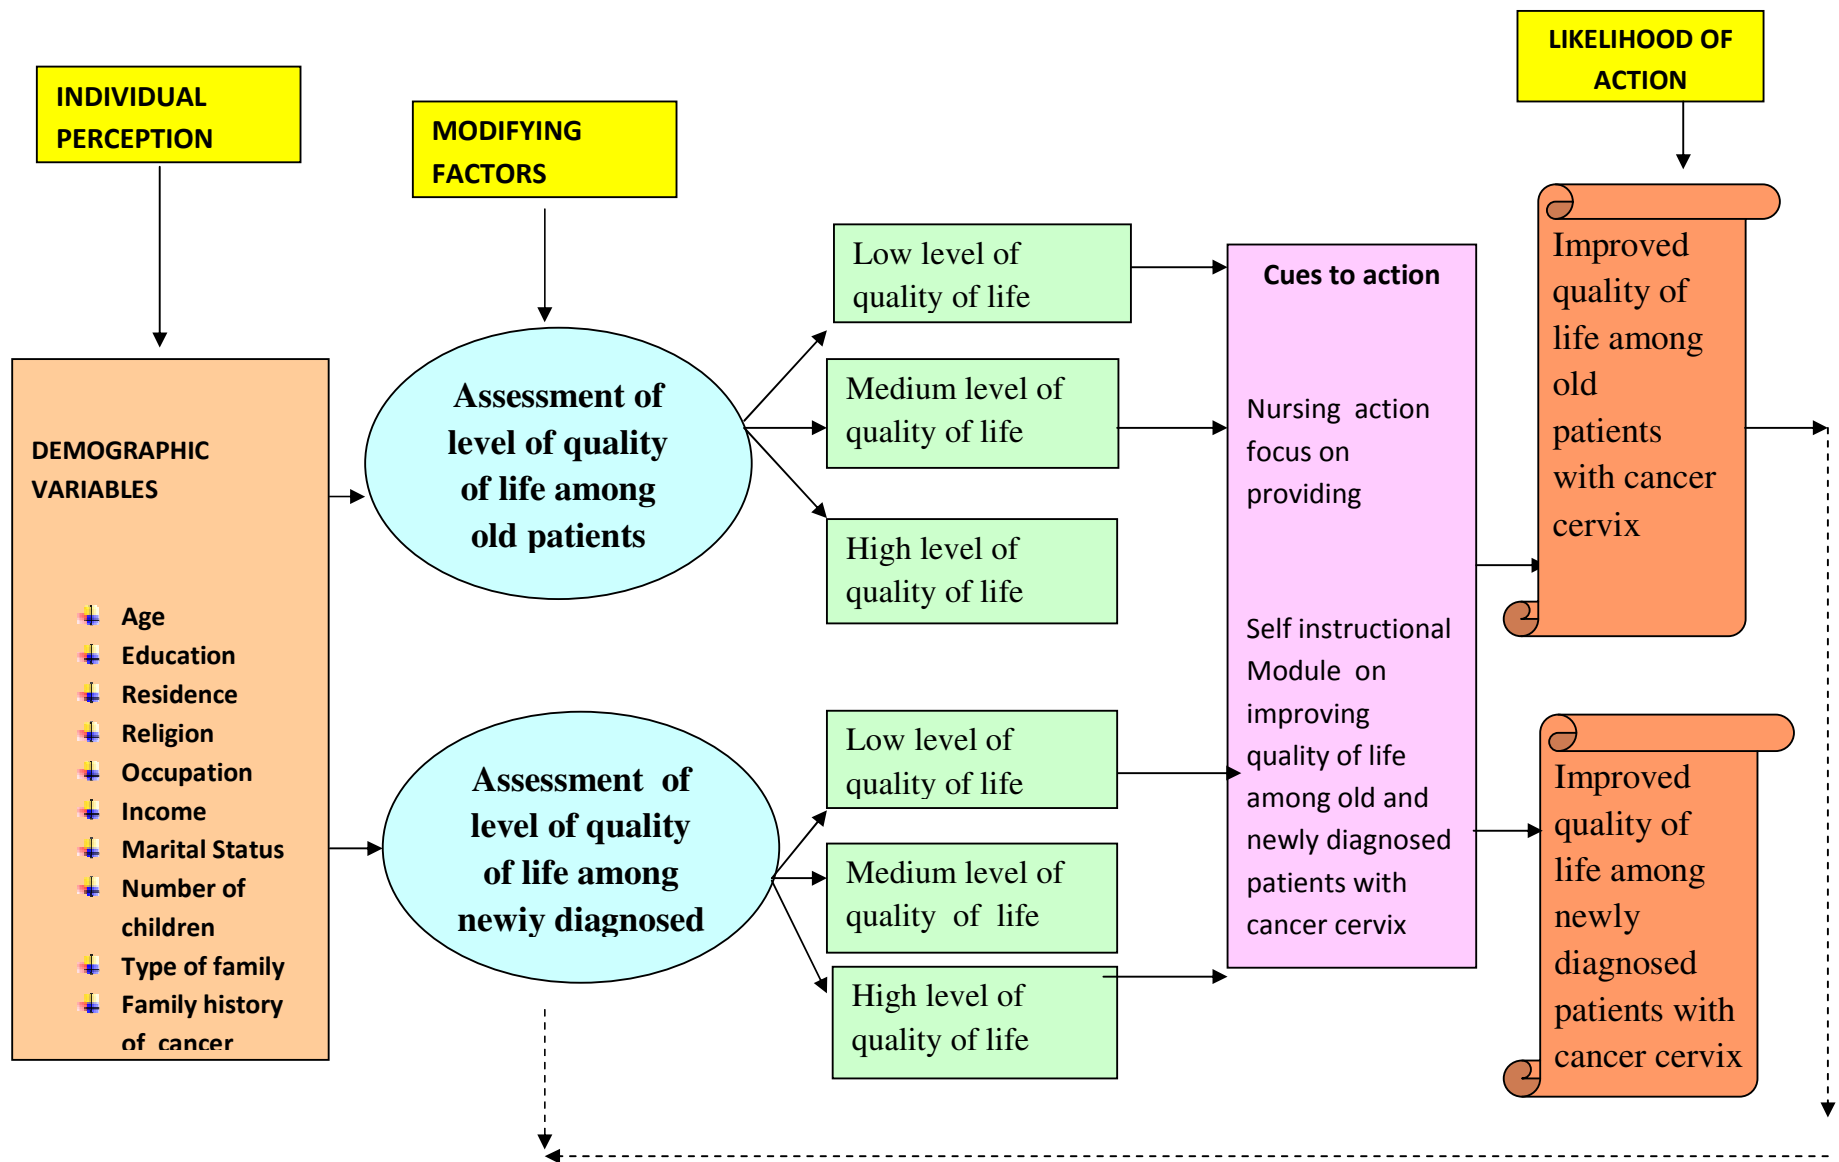 INDIVIDUAL
PERCEPTION
DEMOGRAPHIC
VARIABLES
Age
Education
Residence
Religion
Occupation
Income
Marital Status
Number of
children
Type of family
Family history
of cancer
MODIFYING
FACTORS
Assessment of
level of quality
of life among
old patients
Assessment of
level of quality
of life among
newiy diagnosed
Low level of
quality of life
Medium level of
quality of life
High level of
quality of life
Low level of
quality of life
Medium level of
quality of life
High level of
quality of life
Cues to action
Nursing action
focus on
providing
Self instructional
Module on
improving
quality of life
among old and
newly diagnosed
patients with
cancer cervix
LIKELIHOOD OF
ACTION
Improved
quality of
life among
old
patients
with cancer
cervix
Improved
quality of
life among
newly
diagnosed
patients with
cancer cervix